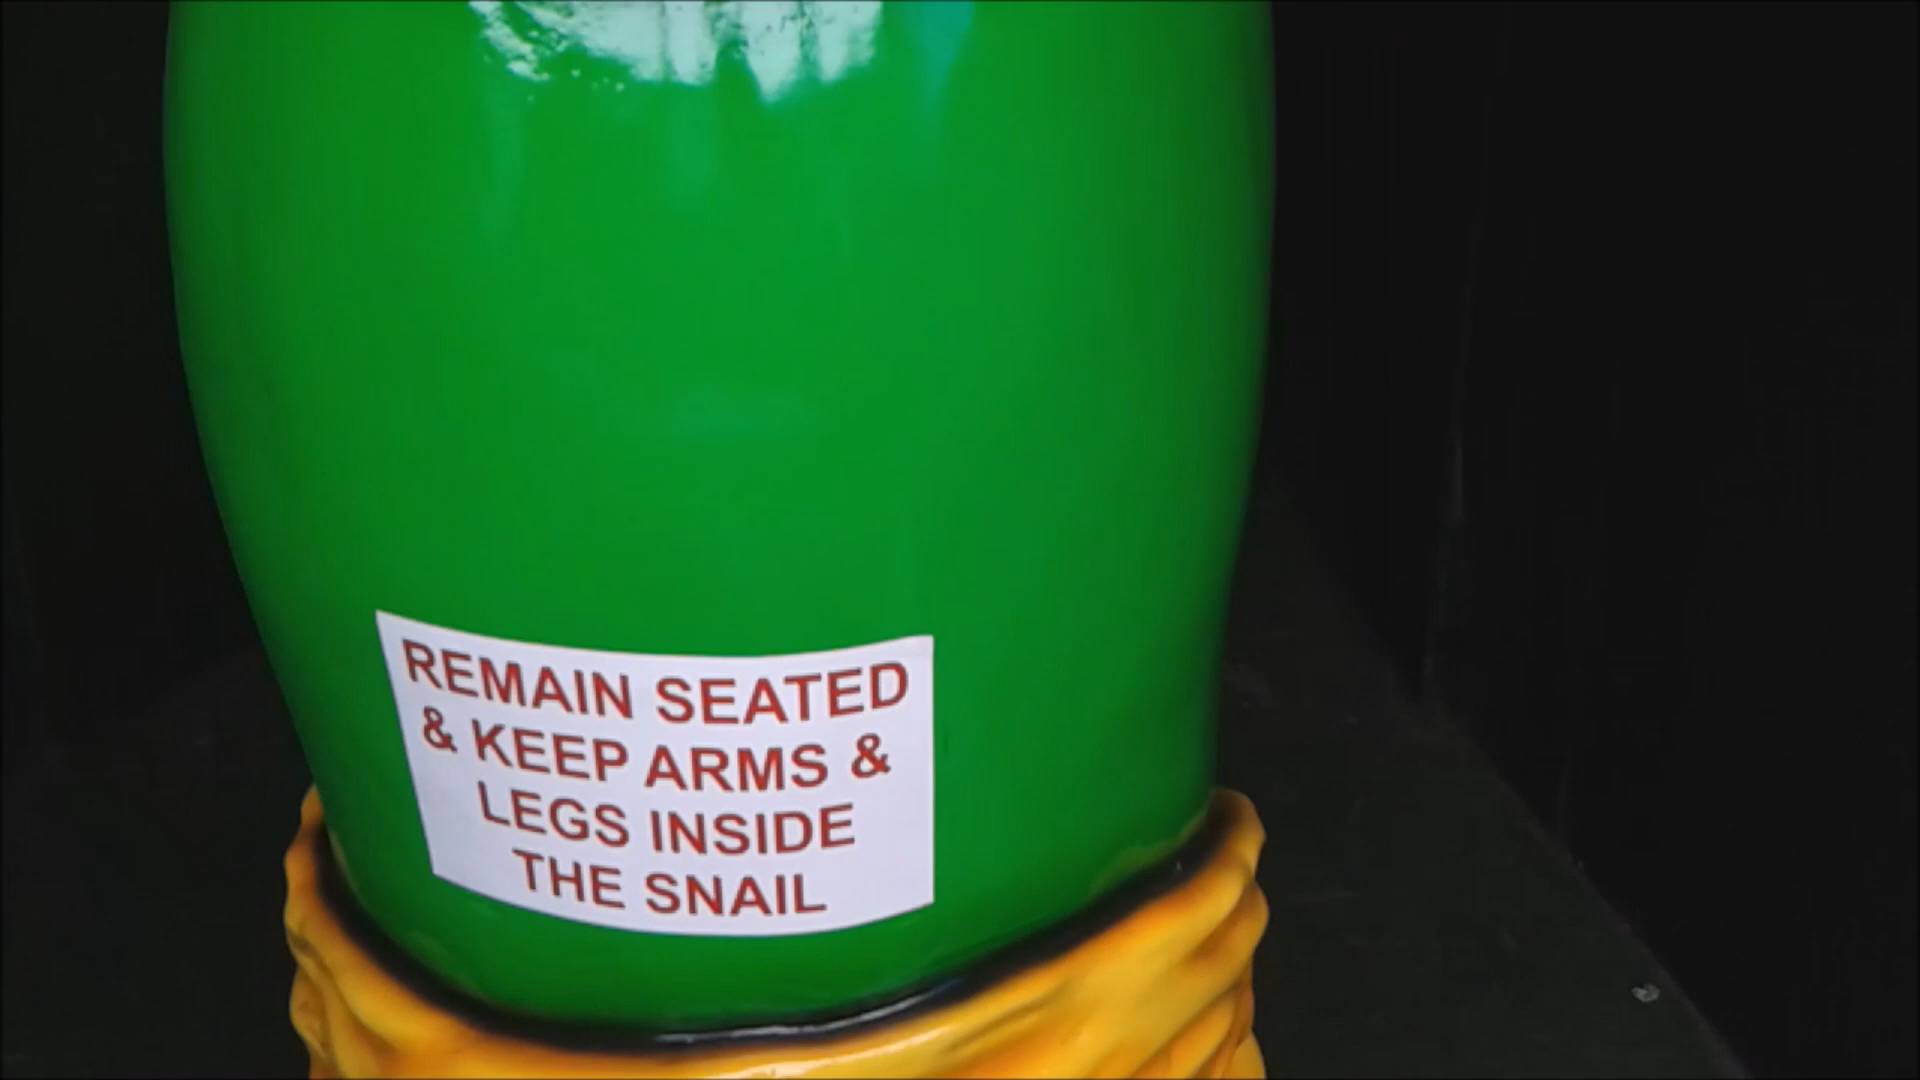 REMAIN SEATED
& KEEP ARMS &
LEGS INSIDE
THE SNAIL